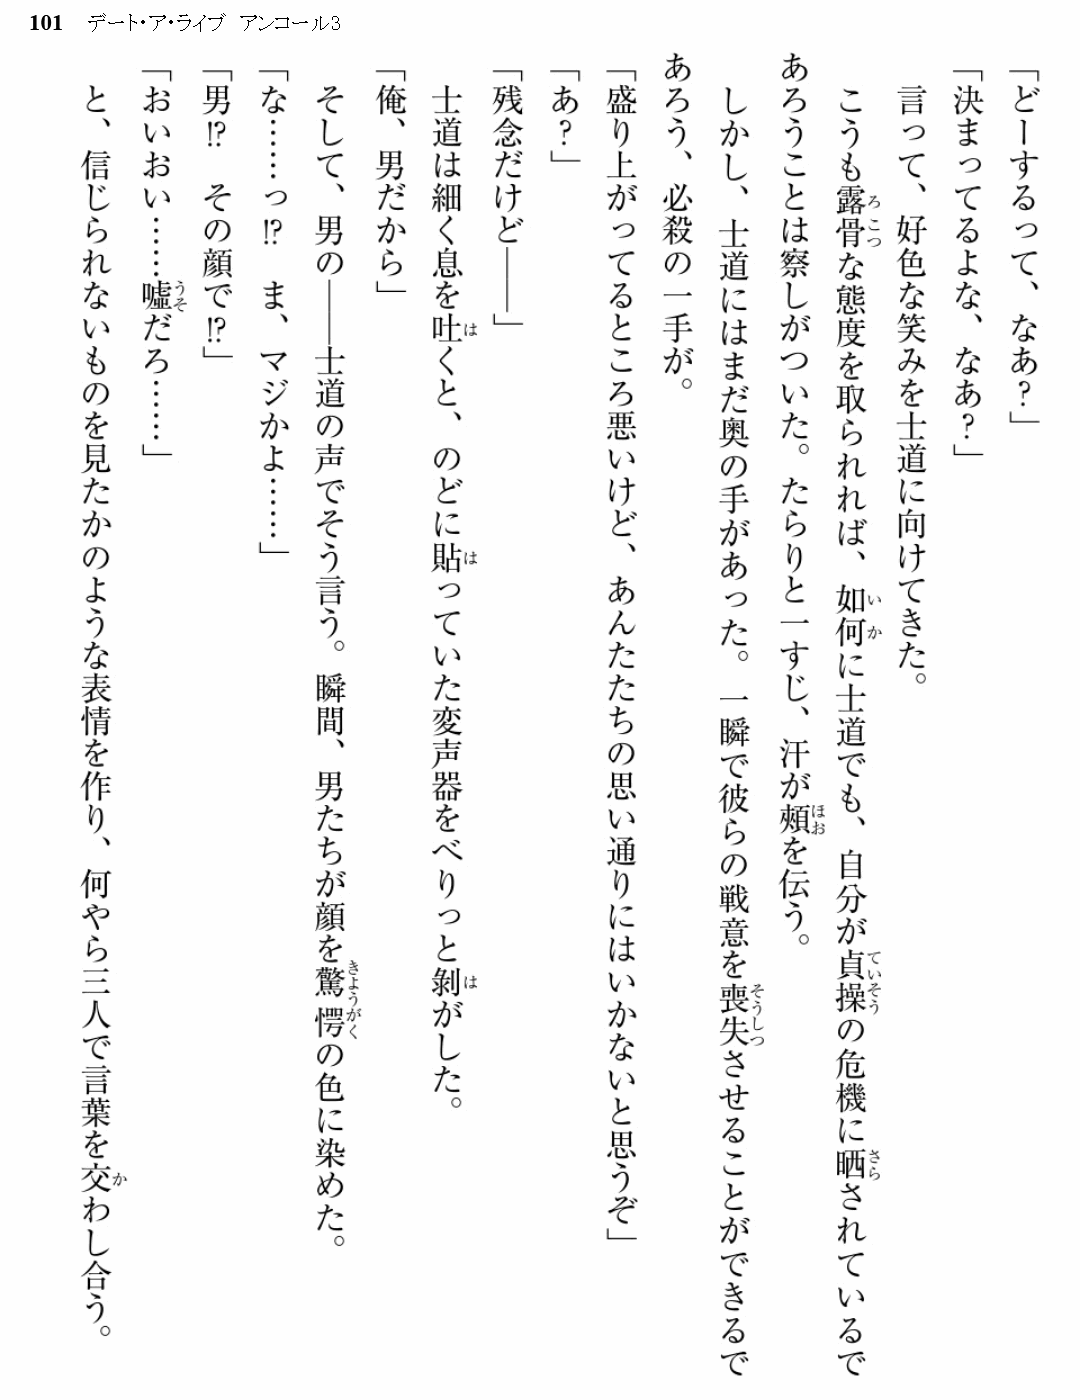 101 デート・ア・ライブ アンコール3
「どーするって、なあ？」
「決まってるよな、なあ？」
言って、好色な笑みを士道に向けてきた。
こうも露骨な態度を取られれば、如何に士道でも、自分が貞操の危機に晒されているで
あろうことは察しがついた。たらりと一すじ、汗が頰を伝う。
しかし、士道にはまだ奥の手があった。一瞬で彼らの戦意を喪失させることができるで
あろう、必殺の一手が。
「盛り上がってるところ悪いけど、あんたたちの思い通りにはいかないと思うぞ」
「あ？」
「残念だけど――」
士道は細く息を吐くと、のどに貼っていた変声器をべりっと剝がした。
「俺、男だから」
そして、男の――士道の声でそう言う。瞬間、男たちが顔を驚愕の色に染めた。
「な……っ!?　ま、マジかよ……」
「男!?　その顔で!?」
「おいおい……噓だろ……」
と、信じられないものを見たかのような表情を作り、何やら三人で言葉を交わし合う。